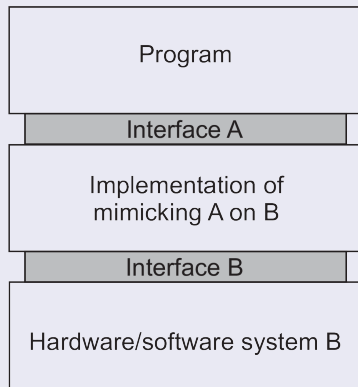 Program
Interface A
Implementation of
mimicking A on B
Interface B
Hardware/software system B